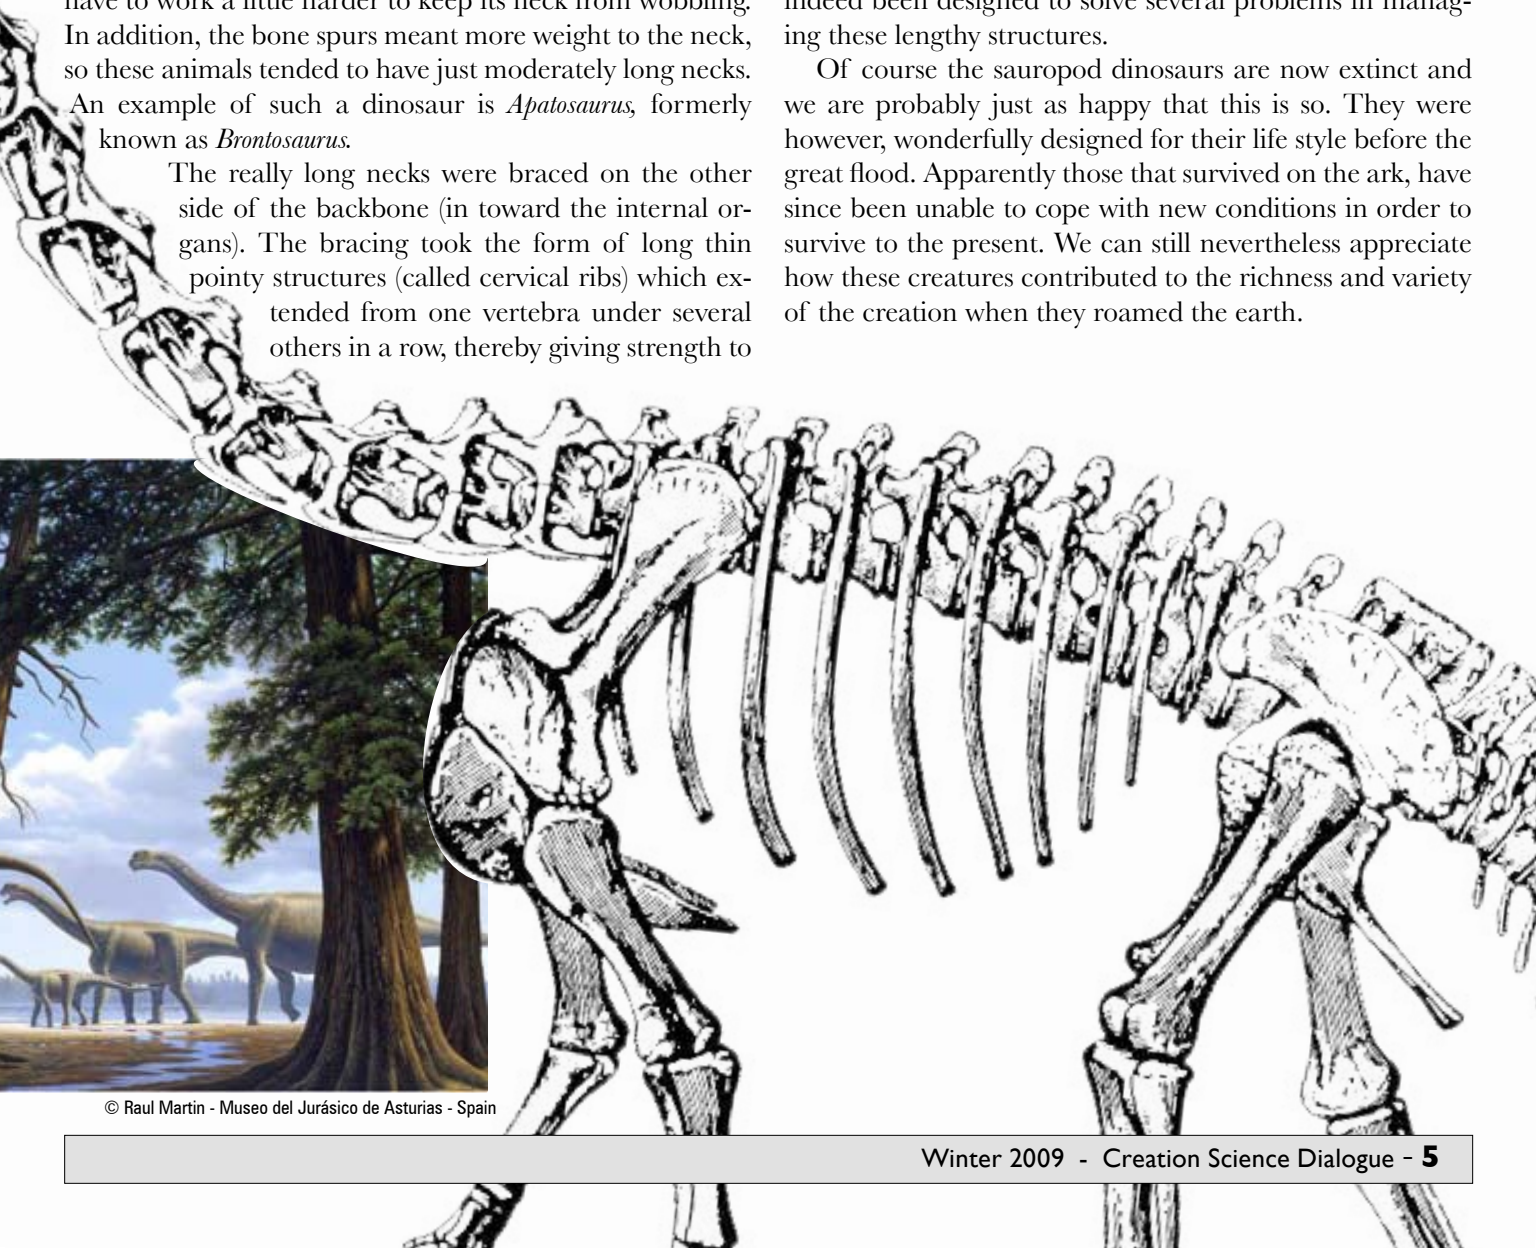 have to work a little harder to keep its neck from wobbling.
In addition, the bone spurs meant more weight to the neck,
so these animals tended to have just moderately long necks.
An example of such a dinosaur is Apatosaurus, formerly
known as Brontosaurus.
The really long necks were braced on the other
side of the backbone (in toward the internal or-
gans). The bracing took the form of long thin
pointy structures (called cervical ribs) which ex-
tended from one vertebra under several
others in a row, thereby giving strength to
indeed been designed to solve several problems in manag-
ing these lengthy structures.
Of course the sauropod dinosaurs are now extinct and
we are probably just as happy that this is so. They were
however, wonderfully designed for their life style before the
great flood. Apparently those that survived on the ark, have
since been unable to cope with new conditions in order to
survive to the present. We can still nevertheless appreciate
how these creatures contributed to the richness and variety
of the creation when they roamed the earth.
© Raul Martin - Museo del Jurásico de Asturias - Spain
Winter 2009 - Creation Science Dialogue - 5